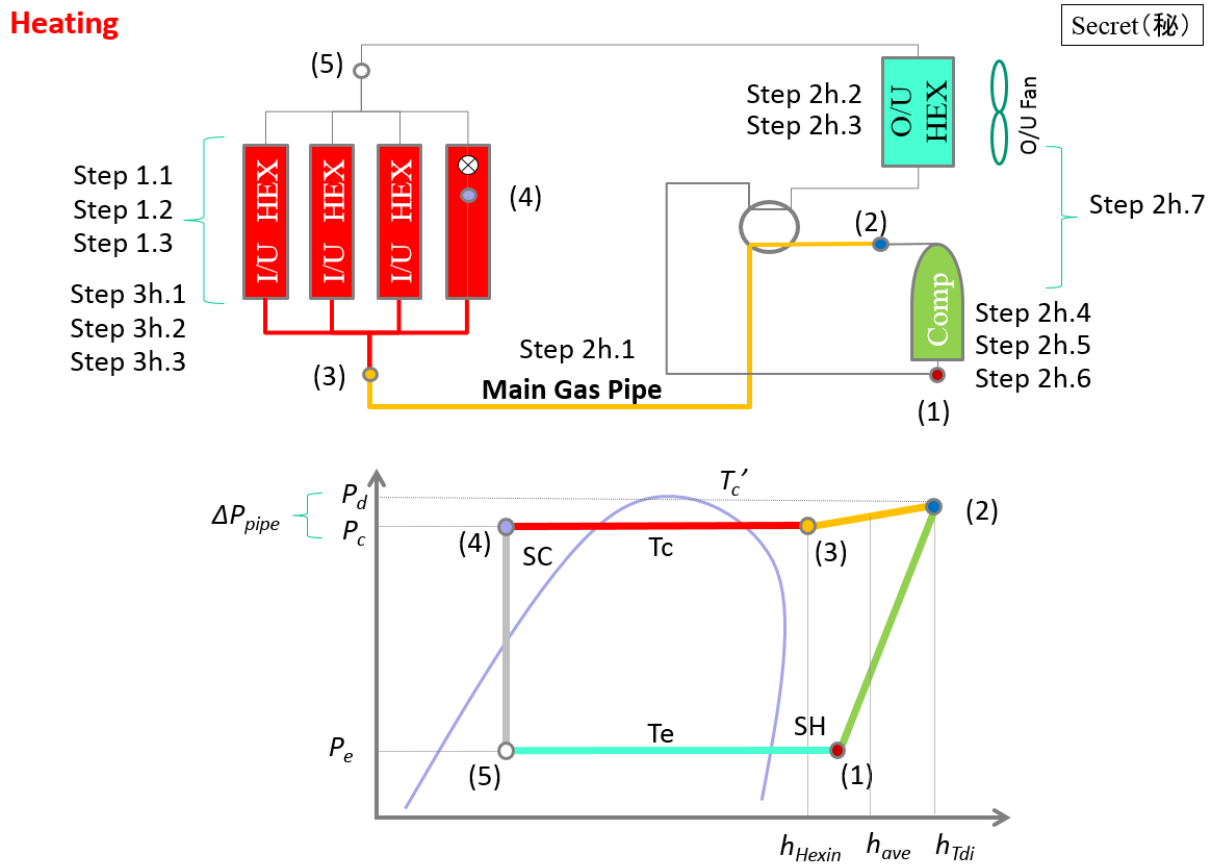 Heating
Secret(秘)
(5)
Step 2h.2
Step 2h.3
O/U HEX
O/U Fan
Step 1.1
Step 1.2
Step 1.3
I/U HEX
I/U HEX
I/U HEX
(4)
Step 2h.7
(2)
Step 3h.1
Step 3h.2
Step 3h.3
Comp
Step 2h.4
Step 2h.5
Step 2h.6
Step 2h.1
(3)
Main Gas Pipe
(1)
Tc′
Pd
ΔPpipe
Pc
(2)
(4)
SC
Tc
(3)
Pe
Te
SH
(5)
(1)
hHexin
have
hTdi